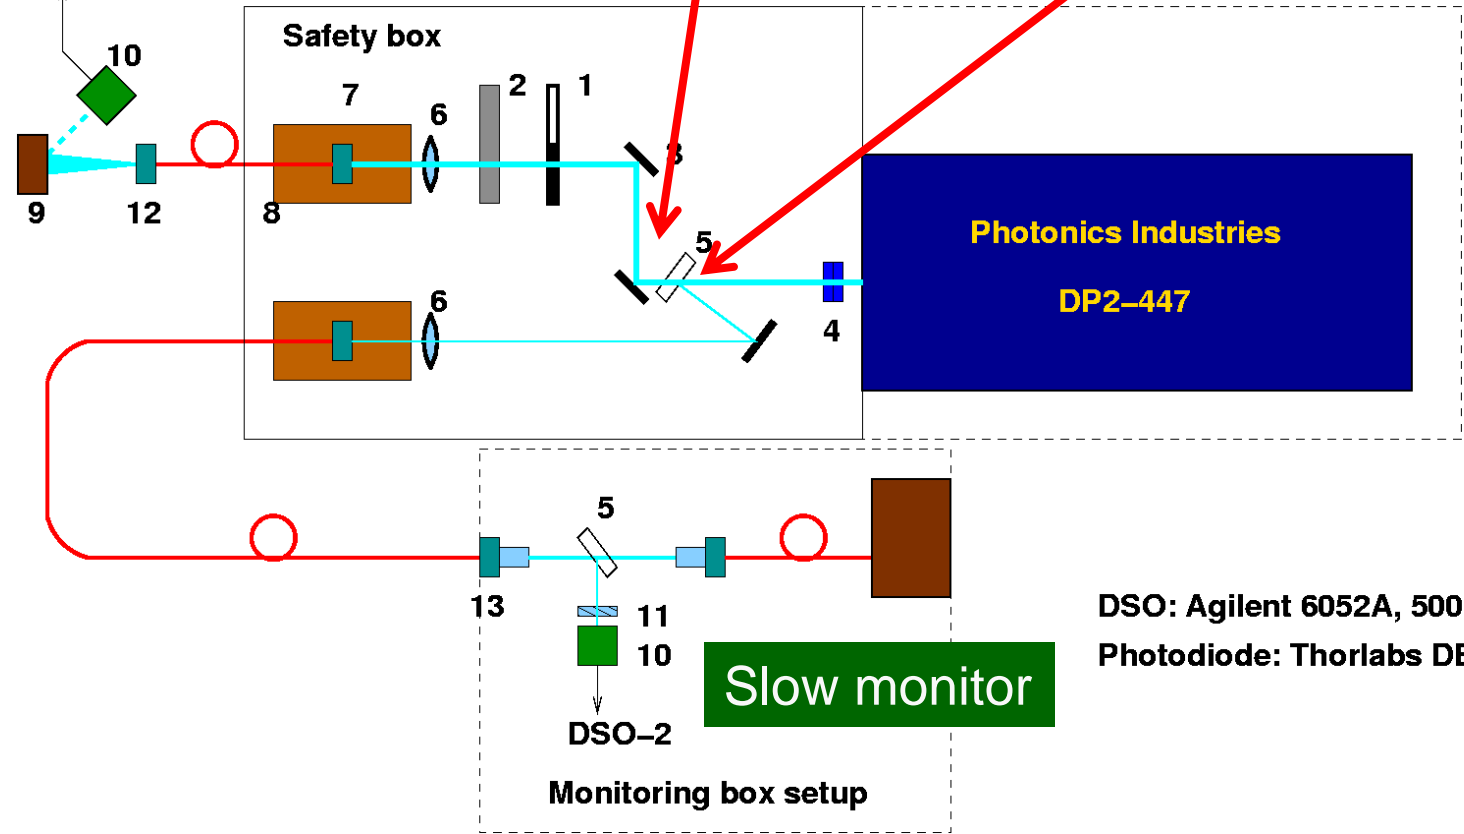 Safety box
10
7
6
2
1
3
9
12
8
5
Photonics Industries
DP2–447
6
4
5
13
11
10
DSO: Agilent 6052A, 500
Photodiode: Thorlabs DE
Slow monitor
DSO–2
Monitoring box setup